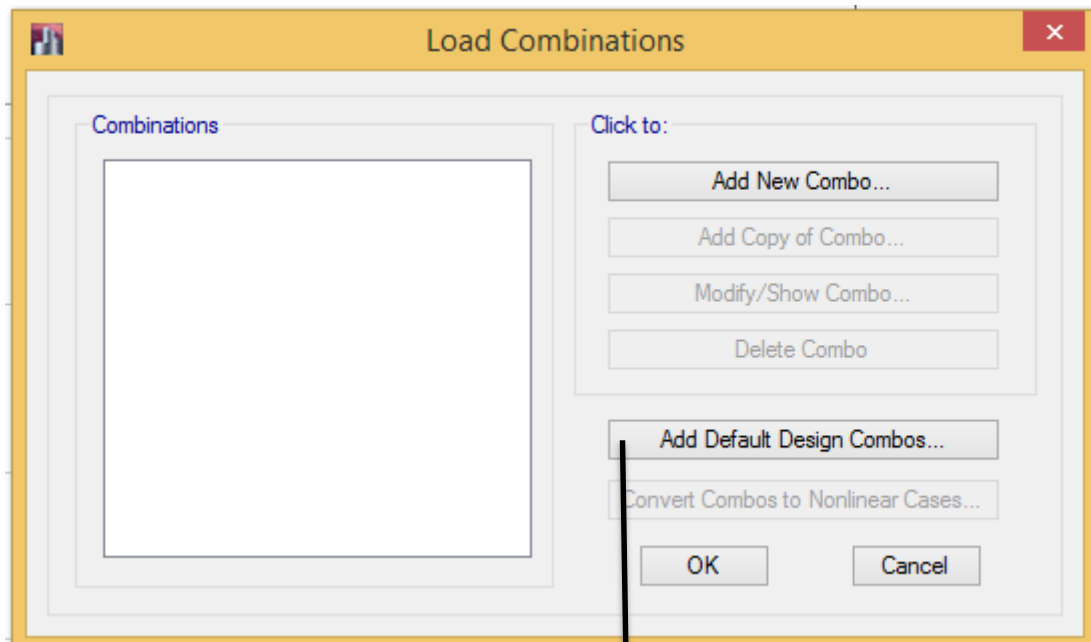 Load Combinations
Combinations
Click to:
Add New Combo...
Add Copy of Combo...
Modify/Show Combo...
Delete Combo
Add Default Design Combos...
Convert Combos to Nonlinear Cases...
OK
Cancel